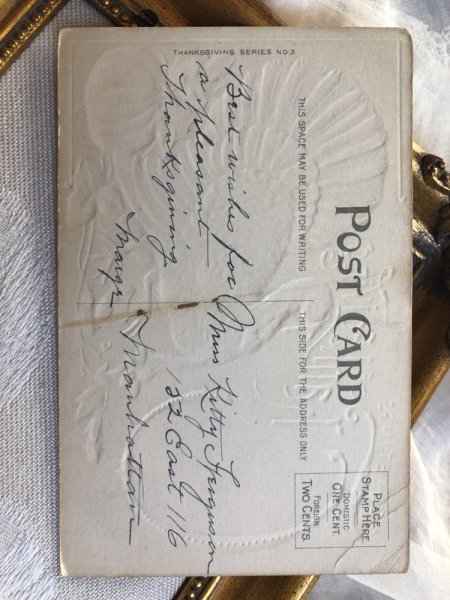 THANKSGIVING SERIES NO 3
POST CARD
THIS SPACE MAY BE USED FOR WRITING
THIS SIDE FOR THE ADDRESS ONLY
PLACE
STAMP HERE
DOMESTIC
ONE CENT.
FOREIGN
TWO CENTS.
Best wishes for
a pleasant
Thanksgiving
Miss Kitty Ferguson
132 East 116
Manhattan